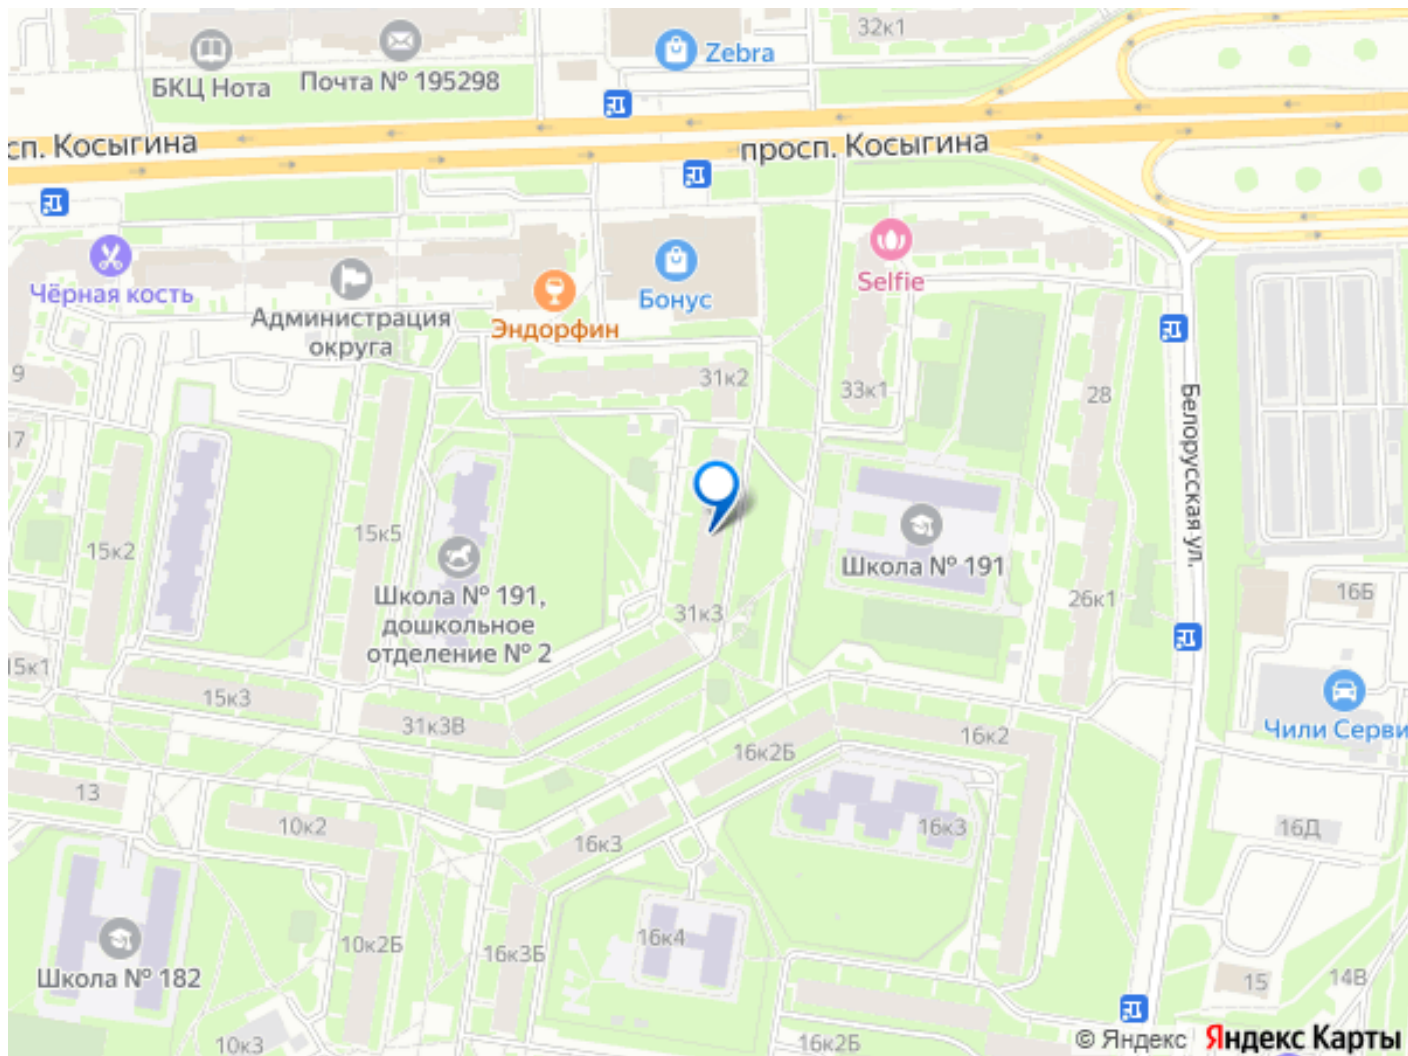 32к1
Zebra
БКЦ Нота
Почта № 195298
сп. Косыгина
просп. Косыгина
Чёрная кость
Администрация
округа
Эндорфин
Бонус
Selfie
9
31к2
33к1
28
Белорусская ул.
17
15к2
15к5
Школа № 191,
дошкольное
отделение № 2
31к3
Школа № 191
26к1
16Б
15к1
15к3
31к3В
16к2Б
16к2
Чили Серви
13
10к2
16к3
16к3
16Д
Школа № 182
10к2Б
16к3Б
16к4
15
14В
10к3
16к2Б
© Яндекс Яндекс Карты